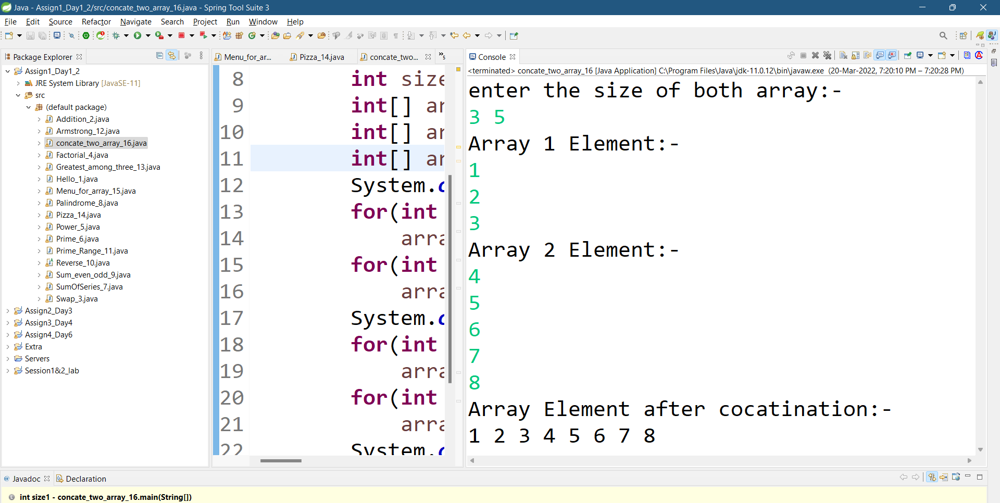 Java - Assign1_Day1_2/src/concate_two_array_16.java - Spring Tool Suite 3
File Edit Source Refactor Navigate Search Project Run Window Help
Package Explorer
Assign1_Day1_2
JRE System Library [JavaSE-11]
src
(default package)
Addition_2.java
Armstrong_12.java
concate_two_array_16.java
Factorial_4.java
Greatest_among_three_13.java
Hello_1.java
Menu_for_array_15.java
Palindrome_8.java
Pizza_14.java
Power_5.java
Prime_6.java
Prime_Range_11.java
Reverse_10.java
Sum_even_odd_9.java
SumOfSeries_7.java
Swap_3.java
Assign2_Day3
Assign3_Day4
Assign4_Day6
Extra
Servers
Session1&2_lab
Menu_for_ar... Pizza_14.java concate_two... »5
8 int size
9 int[] ar
10 int[] ar
11 int[] ar
12 System.o
13 for(int
14 arra
15 for(int
16 arra
17 System.o
18 for(int
19 arra
20 for(int
21 arra
22 System.o
Console
<terminated> concate_two_array_16 [Java Application] C:\Program Files\Java\jdk-11.0.12\bin\javaw.exe (20-Mar-2022, 7:20:10 PM – 7:20:28 PM)
enter the size of both array:-
3 5
Array 1 Element:-
1
2
3
Array 2 Element:-
4
5
6
7
8
Array Element after cocatination:-
1 2 3 4 5 6 7 8
@ Javadoc Declaration
int size1 - concate_two_array_16.main(String[])